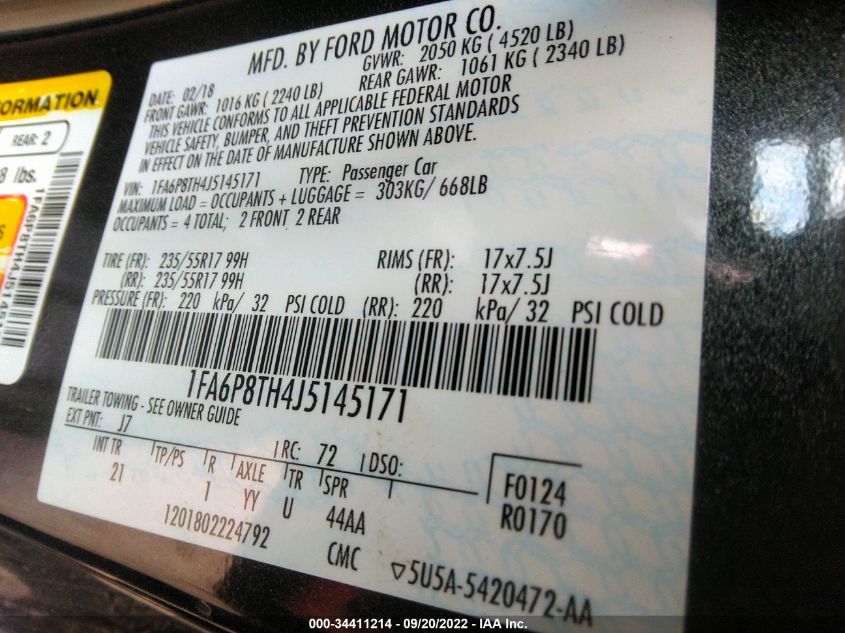 MFD. BY FORD MOTOR CO.
DATE: 02/18 GVWR: 2050 KG ( 4520 LB)
FRONT GAWR: 1016 KG ( 2240 LB) REAR GAWR: 1061 KG ( 2340 LB)
THIS VEHICLE CONFORMS TO ALL APPLICABLE FEDERAL MOTOR
VEHICLE SAFETY, BUMPER, AND THEFT PREVENTION STANDARDS
IN EFFECT ON THE DATE OF MANUFACTURE SHOWN ABOVE.
VIN: 1FA6P8TH4J5145171 TYPE: Passenger Car
MAXIMUM LOAD = OCCUPANTS + LUGGAGE = 303KG/ 668LB
OCCUPANTS = 4 TOTAL; 2 FRONT 2 REAR
TIRE (FR): 235/55R17 99H RIMS (FR): 17x7.5J
(RR): 235/55R17 99H (RR): 17x7.5J
PRESSURE (FR): 220 kPa/ 32 PSI COLD (RR): 220 kPa/ 32 PSI COLD
1FA6P8TH4J5145171
TRAILER TOWING - SEE OWNER GUIDE
EXT PNT: J7 RC: 72 DSO:
INT TR TP/PS R AXLE TR SPR
21 1 YY U 44AA
F0124
R0170
1201802224792 CMC
▽5U5A-5420472-AA
ORMATION
REAR: 2
lbs.
000-34411214 - 09/20/2022 - IAA Inc.